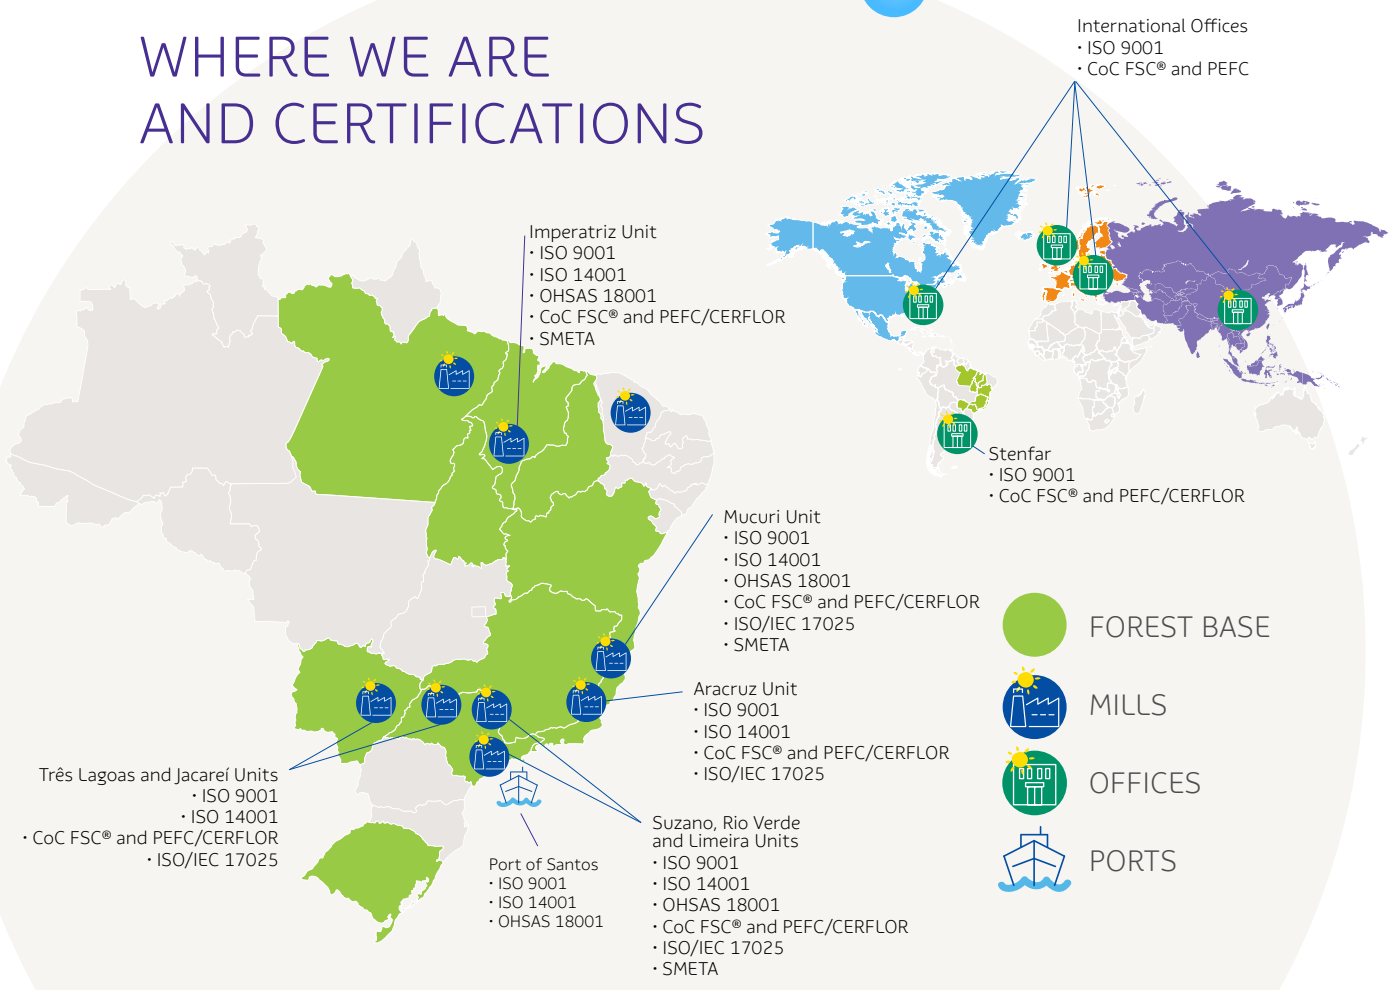 WHERE WE ARE
AND CERTIFICATIONS
International Offices
· ISO 9001
· CoC FSC® and PEFC
Imperatriz Unit
· ISO 9001
· ISO 14001
· OHSAS 18001
· CoC FSC® and PEFC/CERFLOR
· SMETA
Stenfar
· ISO 9001
· CoC FSC® and PEFC/CERFLOR
Mucuri Unit
· ISO 9001
· ISO 14001
· OHSAS 18001
· CoC FSC® and PEFC/CERFLOR
· ISO/IEC 17025
· SMETA
Aracruz Unit
· ISO 9001
· ISO 14001
· CoC FSC® and PEFC/CERFLOR
· ISO/IEC 17025
Três Lagoas and Jacareí Units
· ISO 9001
· ISO 14001
· CoC FSC® and PEFC/CERFLOR
· ISO/IEC 17025
Port of Santos
· ISO 9001
· ISO 14001
· OHSAS 18001
Suzano, Rio Verde
and Limeira Units
· ISO 9001
· ISO 14001
· OHSAS 18001
· CoC FSC® and PEFC/CERFLOR
· ISO/IEC 17025
· SMETA
FOREST BASE
MILLS
OFFICES
PORTS